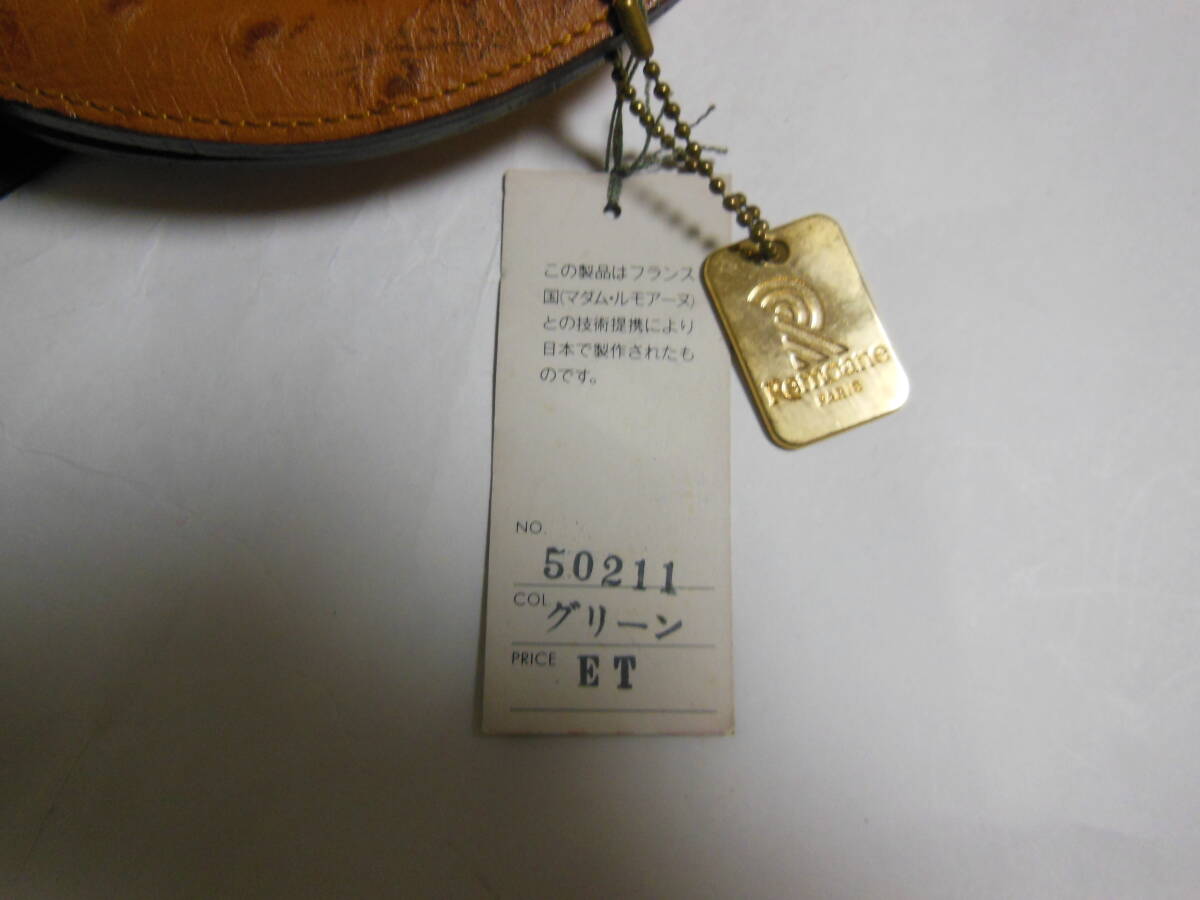 この製品はフランス
国(マダム・ルモアーヌ)
との技術提携により
日本で製作されたも
のです。
NO.
50211
COL
グリーン
PRICE
ET
Remoane
PARIS